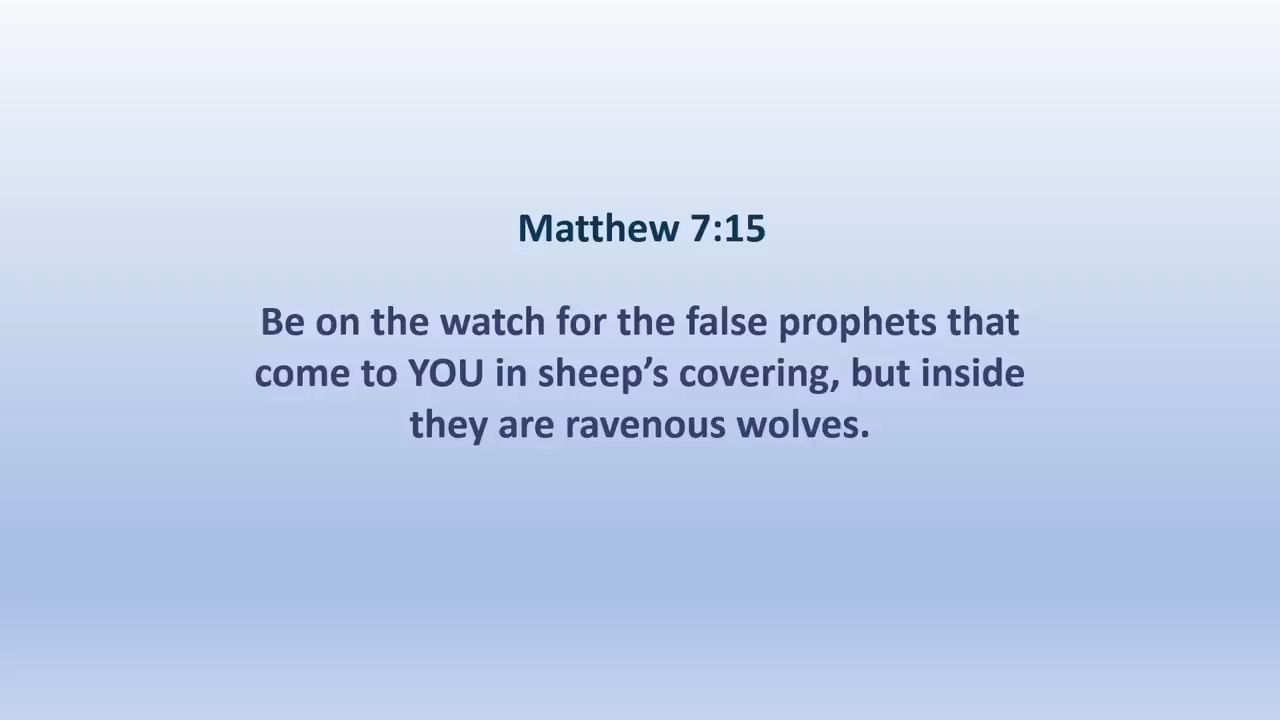 Matthew 7:15
Be on the watch for the false prophets that
come to YOU in sheep’s covering, but inside
they are ravenous wolves.